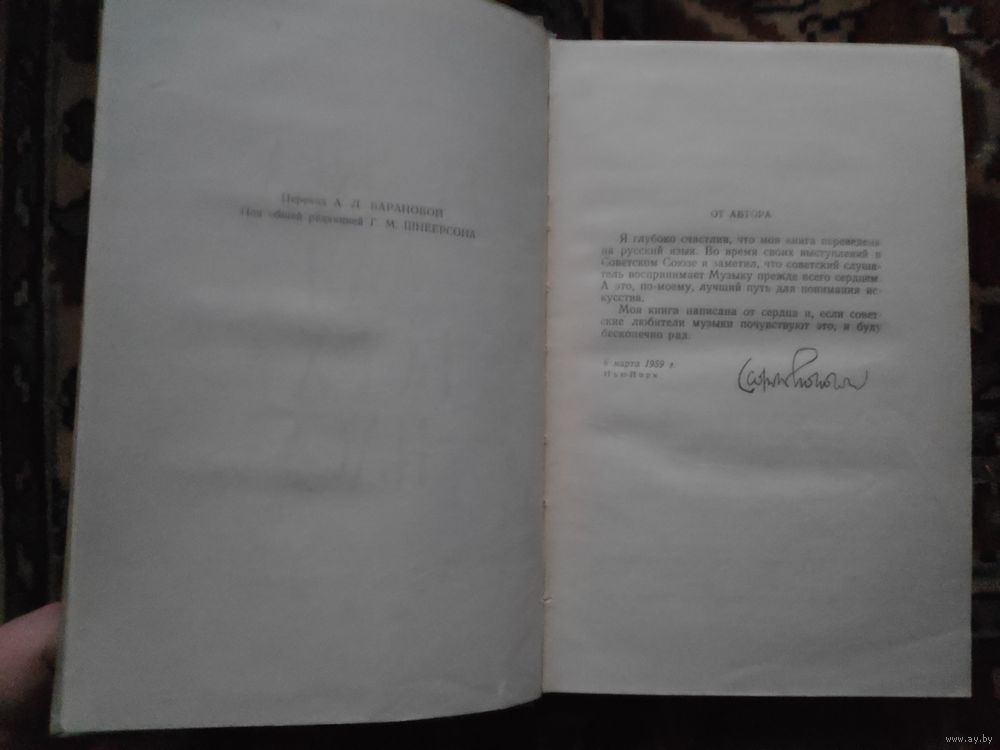 Перевод А. Д. БАРАНОВОЙ
Под общей редакцией Г. М. ШНЕЕРСОНА
ОТ АВТОРА
Я глубоко счастлив, что моя книга переведена
на русский язык. Во время своих выступлений в
Советском Союзе я заметил, что советский слуша-
тель воспринимает Музыку прежде всего сердцем.
А это, по-моему, лучший путь для понимания ис-
кусства.
Моя книга написана от сердца и, если совет-
ские любители музыки почувствуют это, я буду
бесконечно рад.
марта 1959 г.
Нью-Йорк
www.ay.by